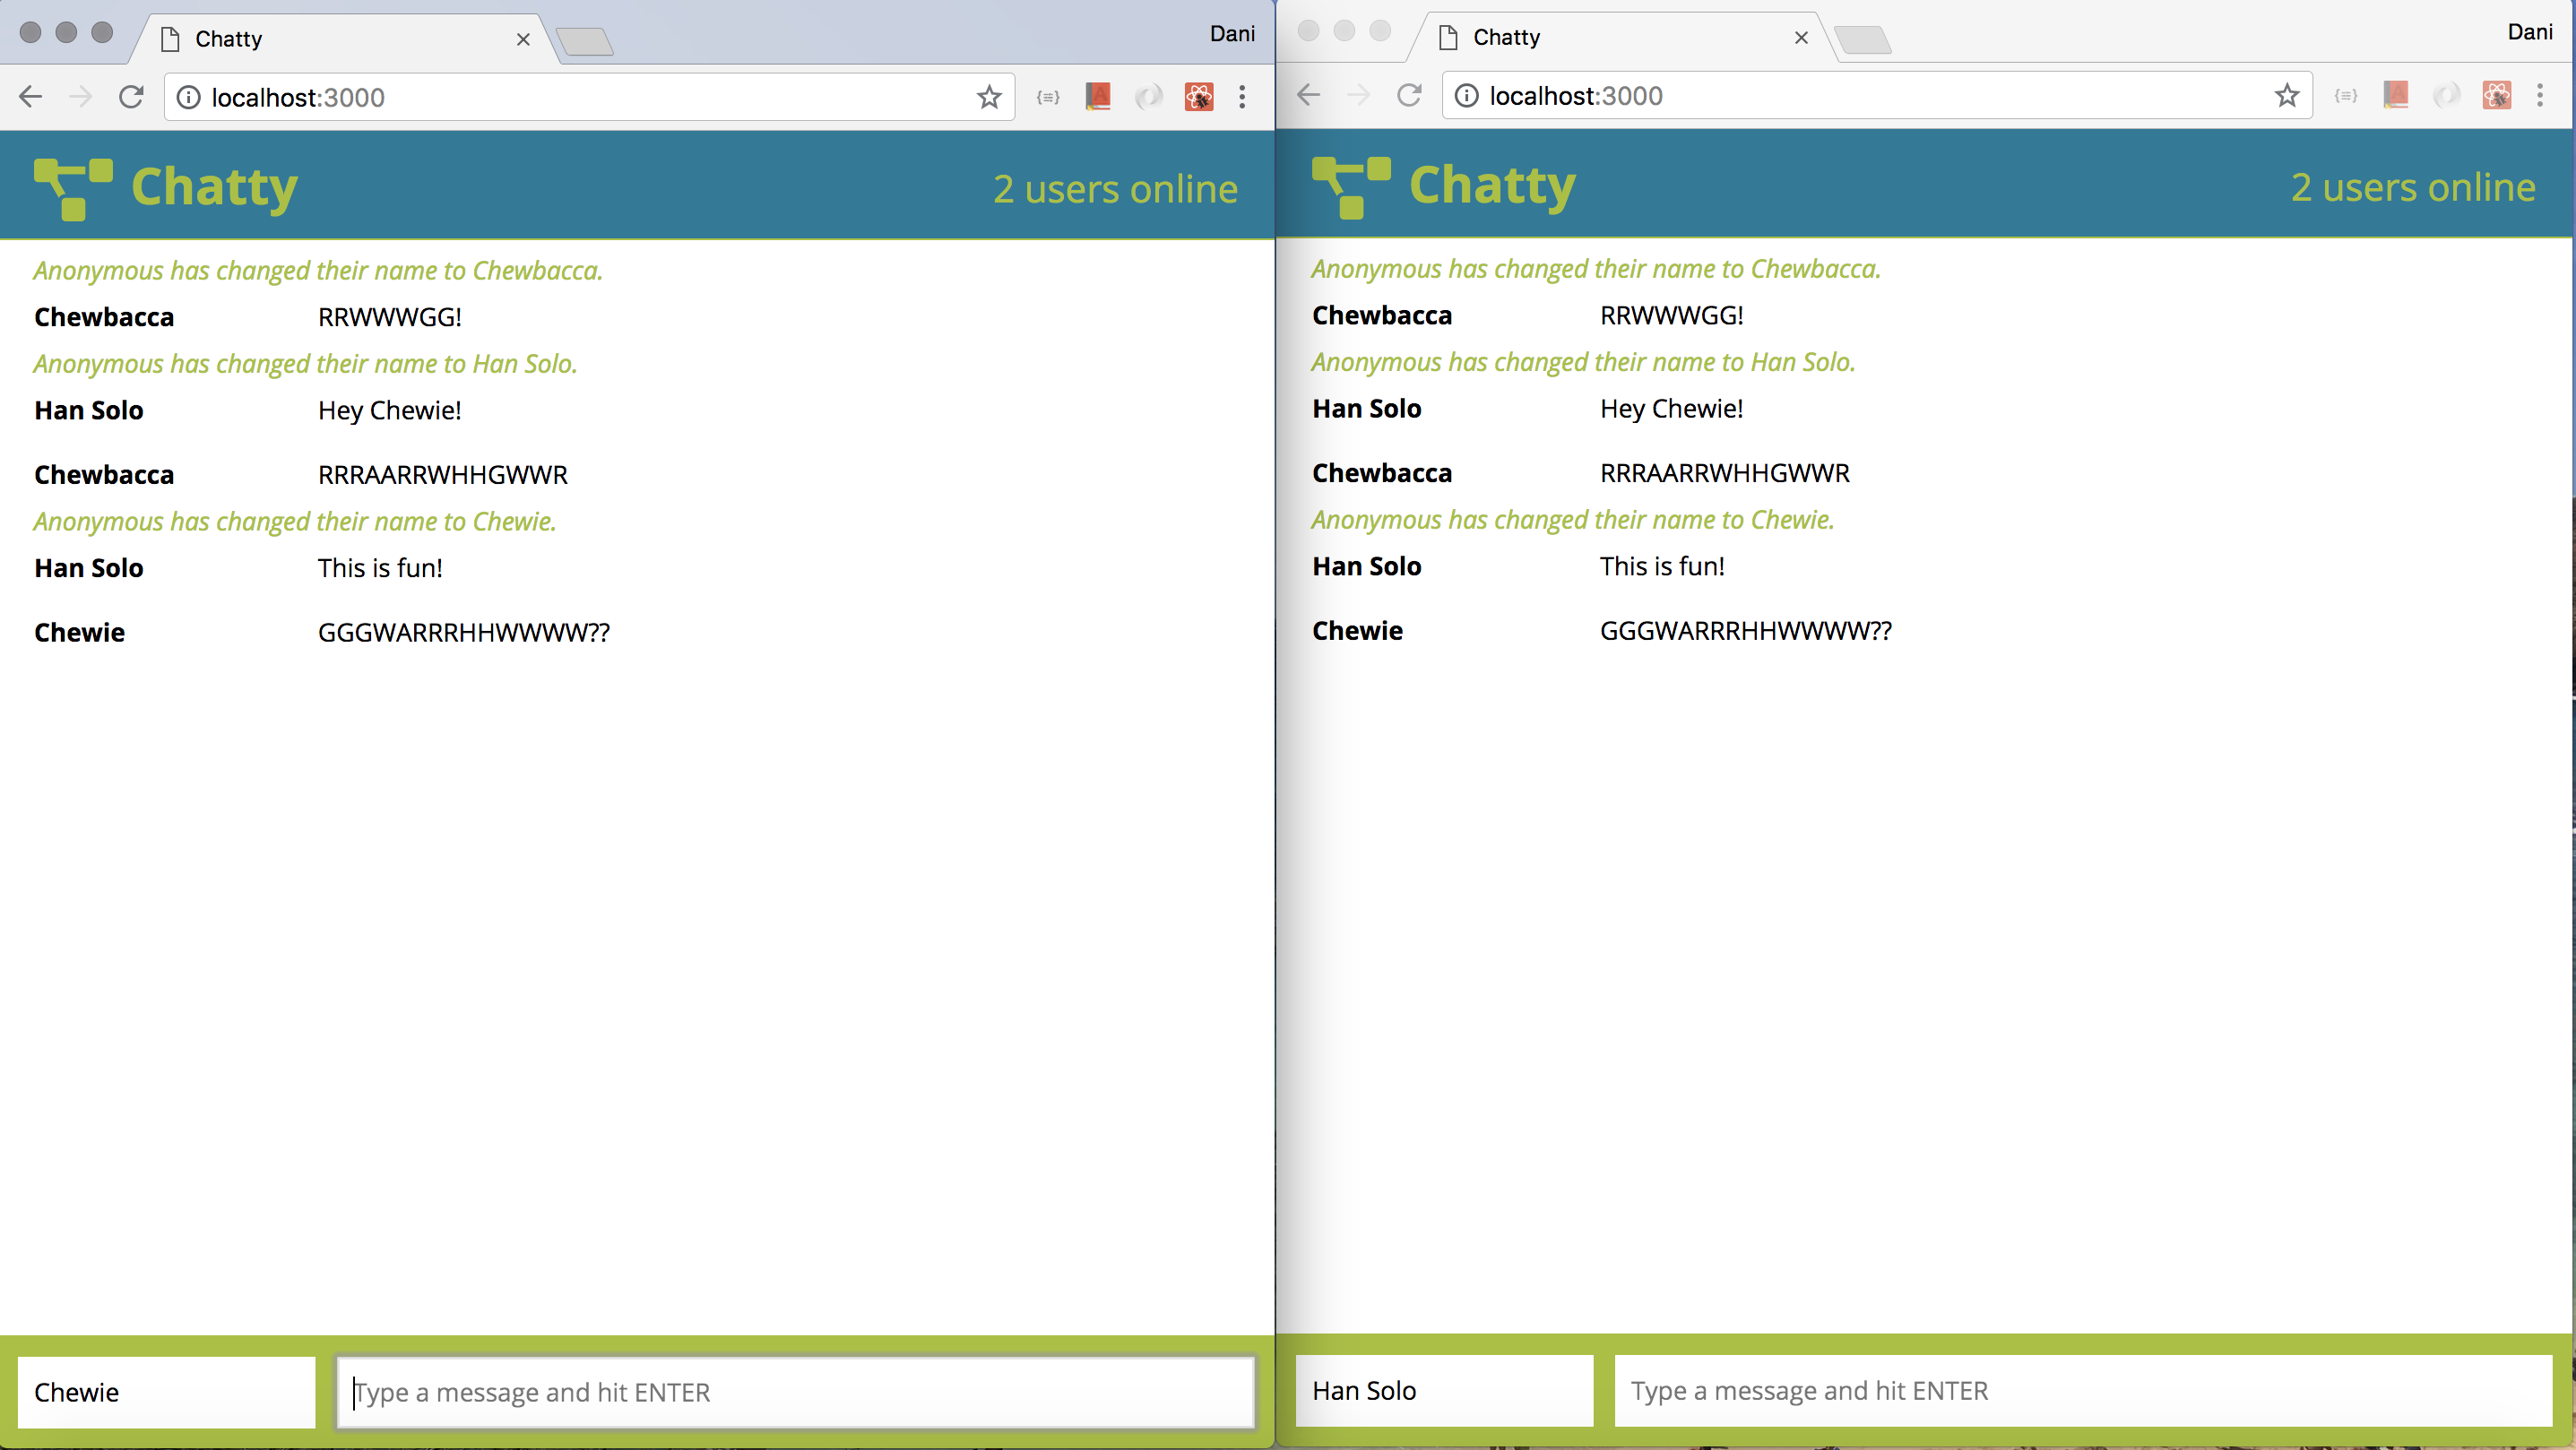 Chatty
Dani
localhost:3000
Chatty
2 users online
Anonymous has changed their name to Chewbacca.
Chewbacca RRWWWGG!
Anonymous has changed their name to Han Solo.
Han Solo Hey Chewie!
Chewbacca RRRAARRWHHGWWR
Anonymous has changed their name to Chewie.
Han Solo This is fun!
Chewie GGGWARRRHHWWWW??
Chewie Type a message and hit ENTER
Chatty
Dani
localhost:3000
Chatty
2 users online
Anonymous has changed their name to Chewbacca.
Chewbacca RRWWWGG!
Anonymous has changed their name to Han Solo.
Han Solo Hey Chewie!
Chewbacca RRRAARRWHHGWWR
Anonymous has changed their name to Chewie.
Han Solo This is fun!
Chewie GGGWARRRHHWWWW??
Han Solo Type a message and hit ENTER